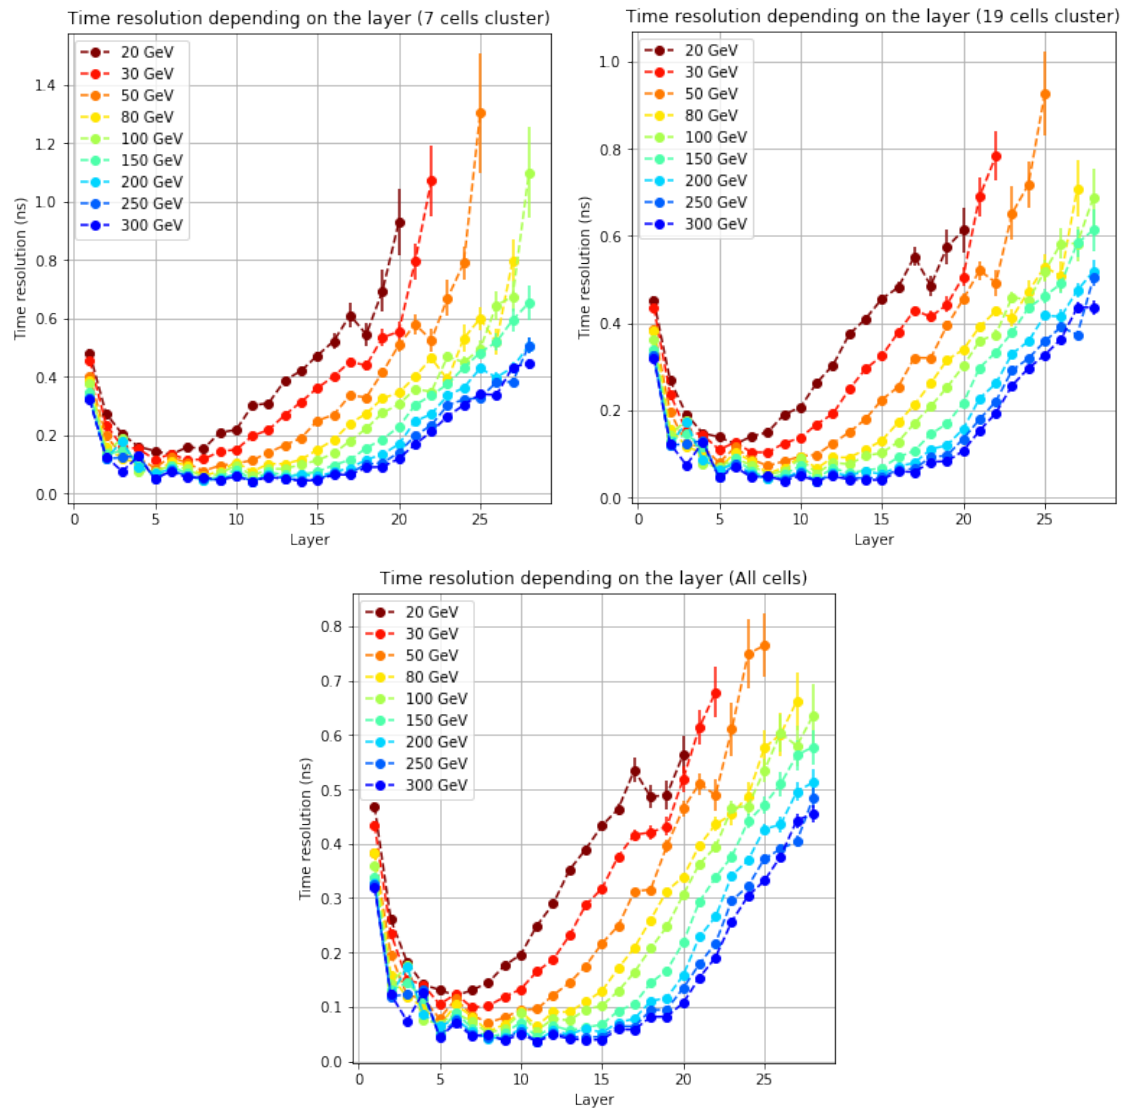 Time resolution depending on the layer (7 cells cluster)
Time resolution (ns)
1.4
1.2
1.0
0.8
0.6
0.4
0.2
0.0
20 GeV
30 GeV
50 GeV
80 GeV
100 GeV
150 GeV
200 GeV
250 GeV
300 GeV
0 5 10 15 20 25
Layer
Time resolution depending on the layer (19 cells cluster)
Time resolution (ns)
1.0
0.8
0.6
0.4
0.2
0.0
20 GeV
30 GeV
50 GeV
80 GeV
100 GeV
150 GeV
200 GeV
250 GeV
300 GeV
0 5 10 15 20 25
Layer
Time resolution depending on the layer (All cells)
Time resolution (ns)
0.8
0.7
0.6
0.5
0.4
0.3
0.2
0.1
0.0
20 GeV
30 GeV
50 GeV
80 GeV
100 GeV
150 GeV
200 GeV
250 GeV
300 GeV
0 5 10 15 20 25
Layer